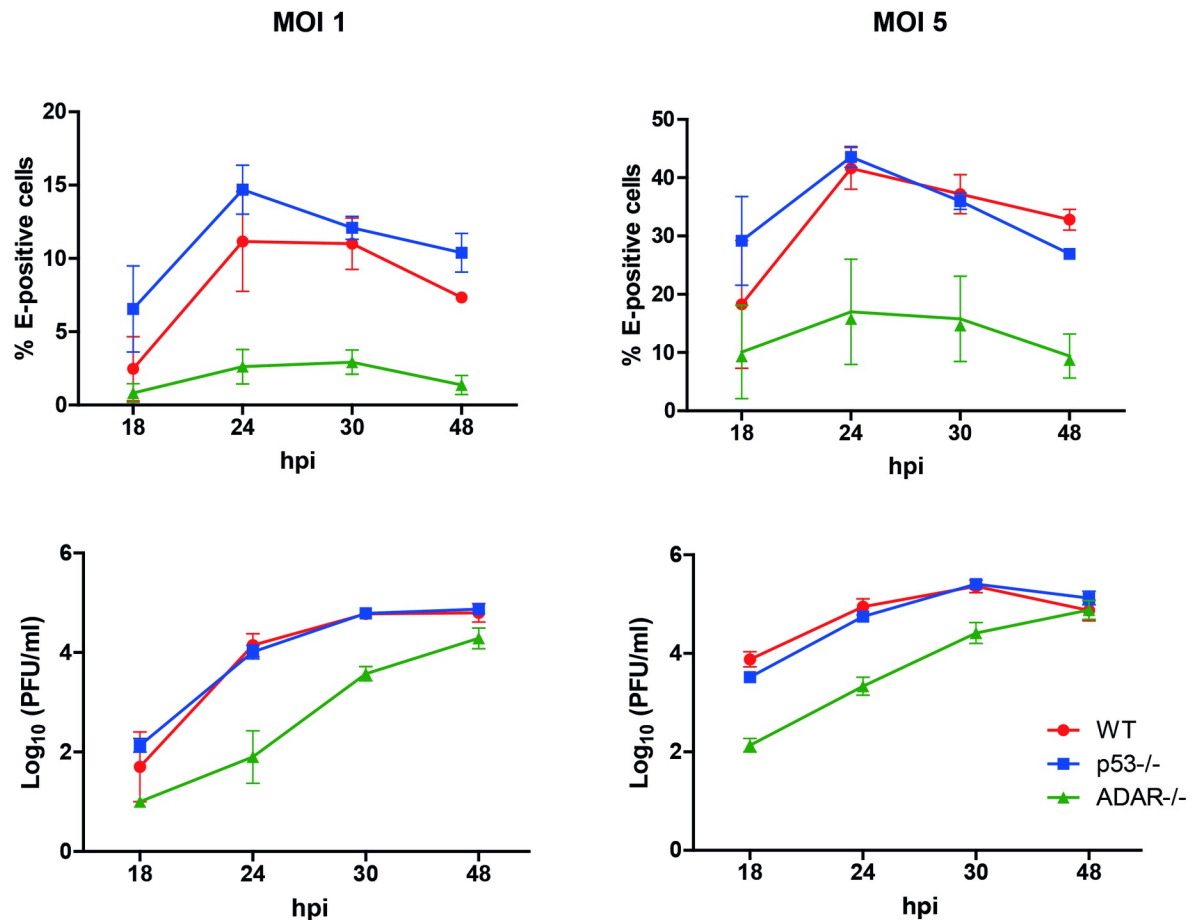 MOI 1
MOI 5
% E-positive cells
20
15
10
5
0
18 24 30 48
hpi
% E-positive cells
50
40
30
20
10
0
18 24 30 48
hpi
Log10 (PFU/ml)
6
4
2
0
18 24 30 48
hpi
Log10 (PFU/ml)
6
4
2
0
18 24 30 48
hpi
WT
p53-/-
ADAR-/-